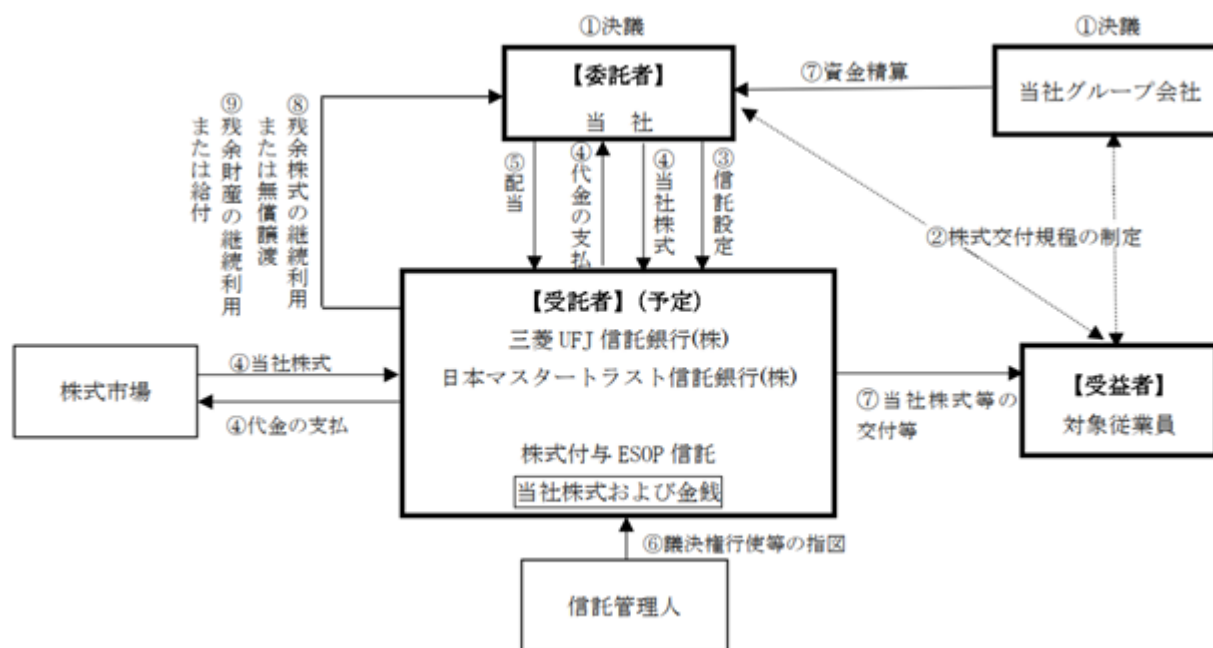 ①決議
①決議
【委託者】
当 社
⑦資金精算
当社グループ会社
⑧残余株式の継続利用
または無償譲渡
⑨残余財産の継続利用
または給付
⑤配当
④代金の支払
④当社株式
③信託設定
②株式交付規程の制定
【受託者】(予定)
三菱 UFJ 信託銀行(株)
日本マスタートラスト信託銀行(株)
株式付与 ESOP 信託
当社株式および金銭
株式市場
④当社株式
④代金の支払
⑦当社株式等の
交付等
【受益者】
対象従業員
⑥議決権行使等の指図
信託管理人